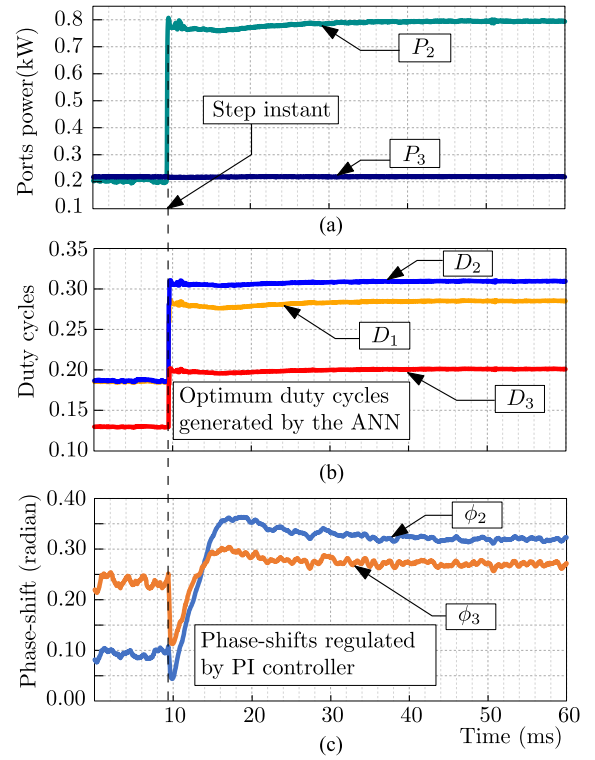 Ports power(kW)
0.8
0.7
0.6
0.5
0.4
0.3
0.2
0.1
P2
Step instant
P3
(a)
Duty cycles
0.35
0.30
0.25
0.20
0.15
0.10
D2
D1
D3
Optimum duty cycles
generated by the ANN
(b)
Phase-shift (radian)
0.40
0.30
0.20
0.10
0.00
ϕ2
ϕ3
Phase-shifts regulated
by PI controller
10
20
30
40
50
60
Time (ms)
(c)